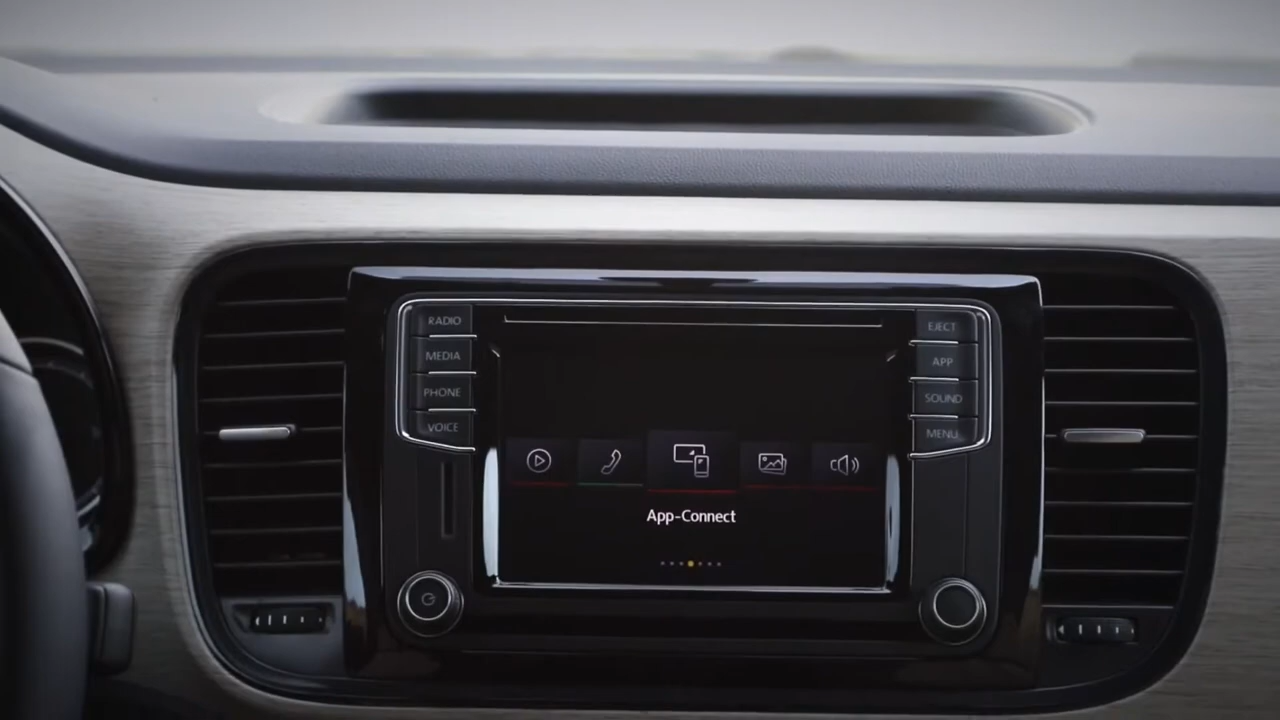 RADIO
MEDIA
PHONE
VOICE
EJECT
APP
SOUND
MENU
App-Connect